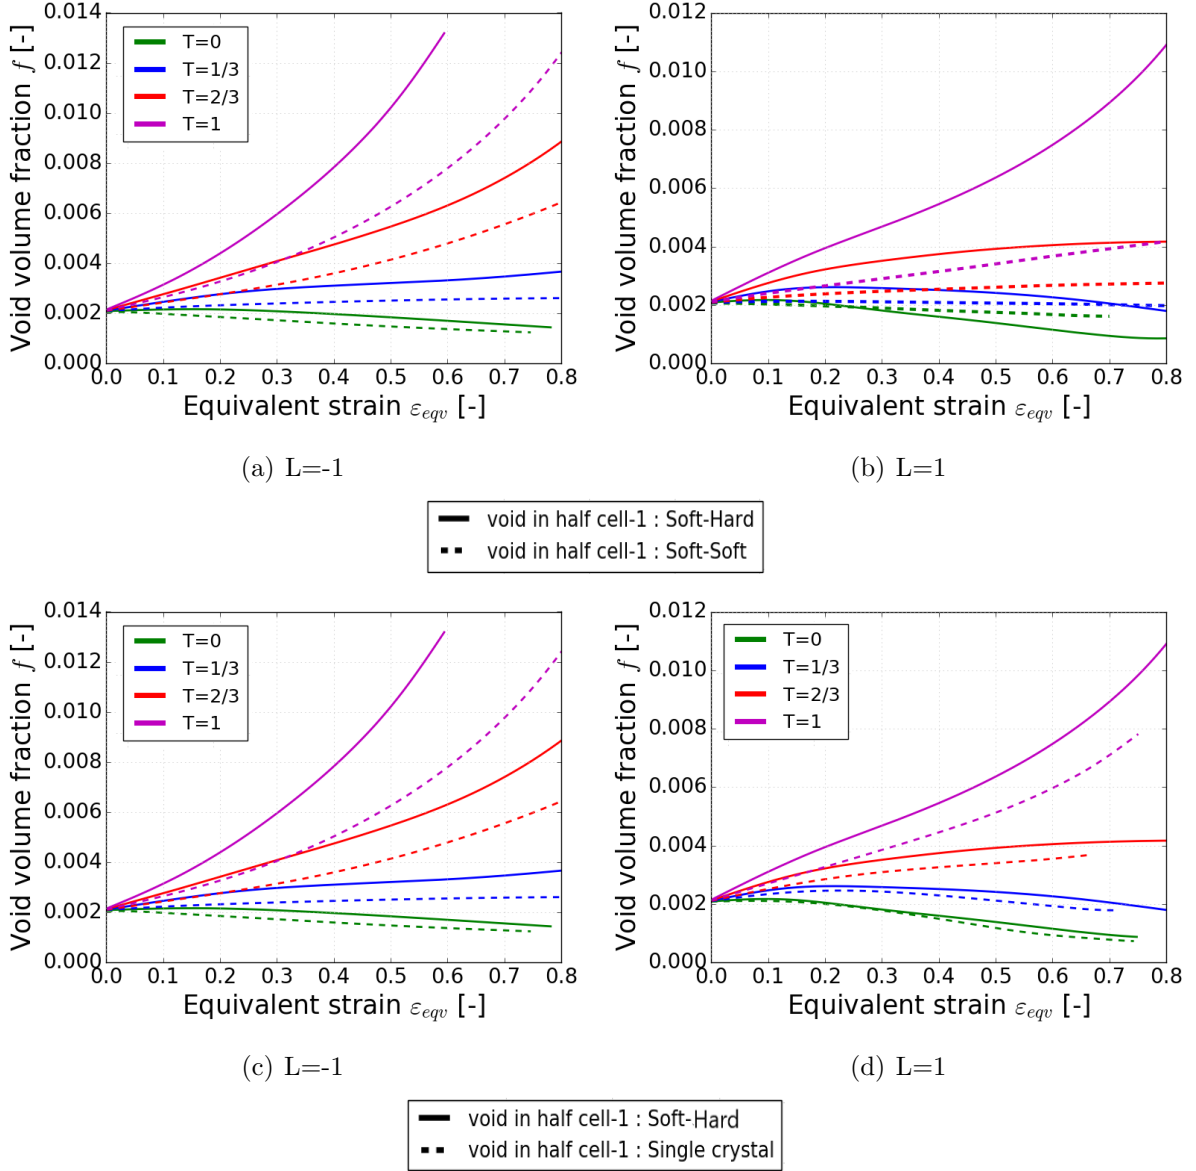 0.014
0.012
0.010
0.008
0.006
0.004
0.002
0.000
Void volume fraction f [-]
T=0
T=1/3
T=2/3
T=1
0.0 0.1 0.2 0.3 0.4 0.5 0.6 0.7 0.8
Equivalent strain εeqv [-]
(a) L=-1
0.012
0.010
0.008
0.006
0.004
0.002
0.000
Void volume fraction f [-]
0.0 0.1 0.2 0.3 0.4 0.5 0.6 0.7 0.8
Equivalent strain εeqv [-]
(b) L=1
void in half cell-1 : Soft-Hard
void in half cell-1 : Soft-Soft
0.014
0.012
0.010
0.008
0.006
0.004
0.002
0.000
Void volume fraction f [-]
T=0
T=1/3
T=2/3
T=1
0.0 0.1 0.2 0.3 0.4 0.5 0.6 0.7 0.8
Equivalent strain εeqv [-]
(c) L=-1
0.012
0.010
0.008
0.006
0.004
0.002
0.000
Void volume fraction f [-]
T=0
T=1/3
T=2/3
T=1
0.0 0.1 0.2 0.3 0.4 0.5 0.6 0.7 0.8
Equivalent strain εeqv [-]
(d) L=1
void in half cell-1 : Soft-Hard
void in half cell-1 : Single crystal